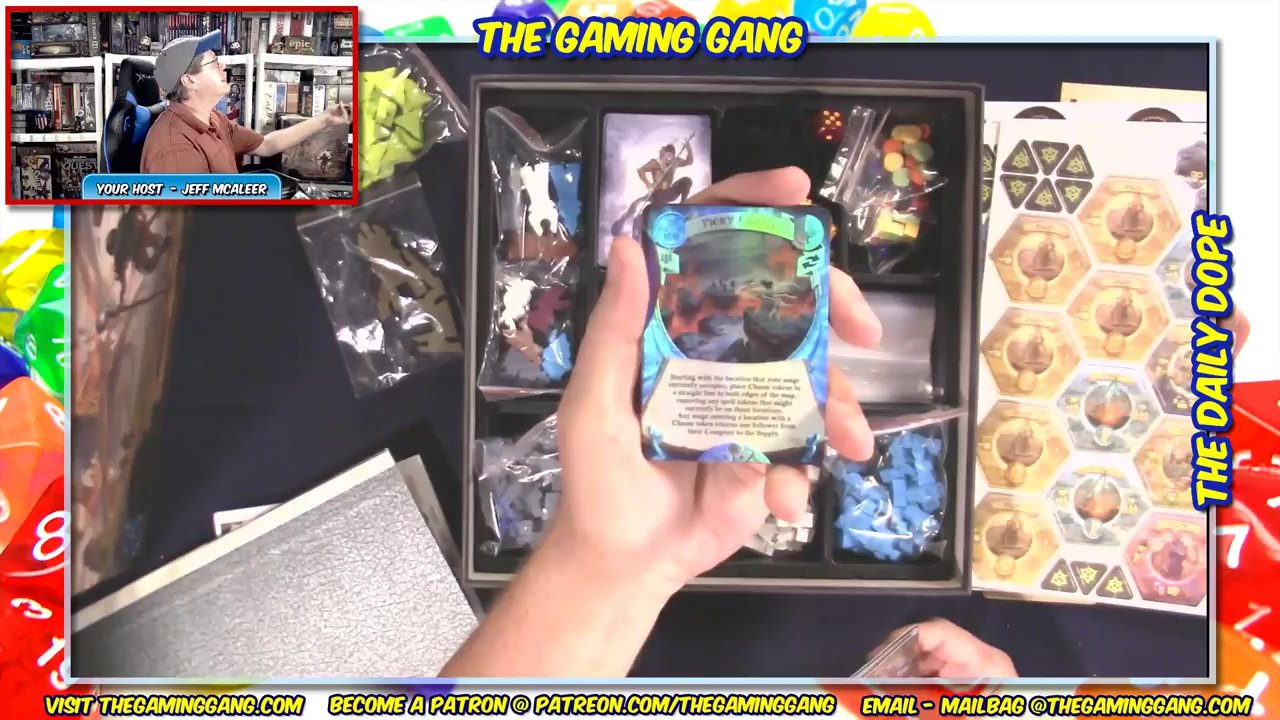 THE GAMING GANG
YOUR HOST - JEFF MCALEER
Starting with the location that your mage
currently occupies, place Chasm tokens in
a straight line to both edges of the map,
removing any spell tokens that might
currently be on those locations.
Any mage entering a location with a
Chasm token returns one follower from
their Company to the Supply.
THE DAILY DOPE
VISIT THEGAMINGGANG.COM
BECOME A PATRON @ PATREON.COM/THEGAMINGGANG
EMAIL - MAILBAG @THEGAMINGGANG.COM